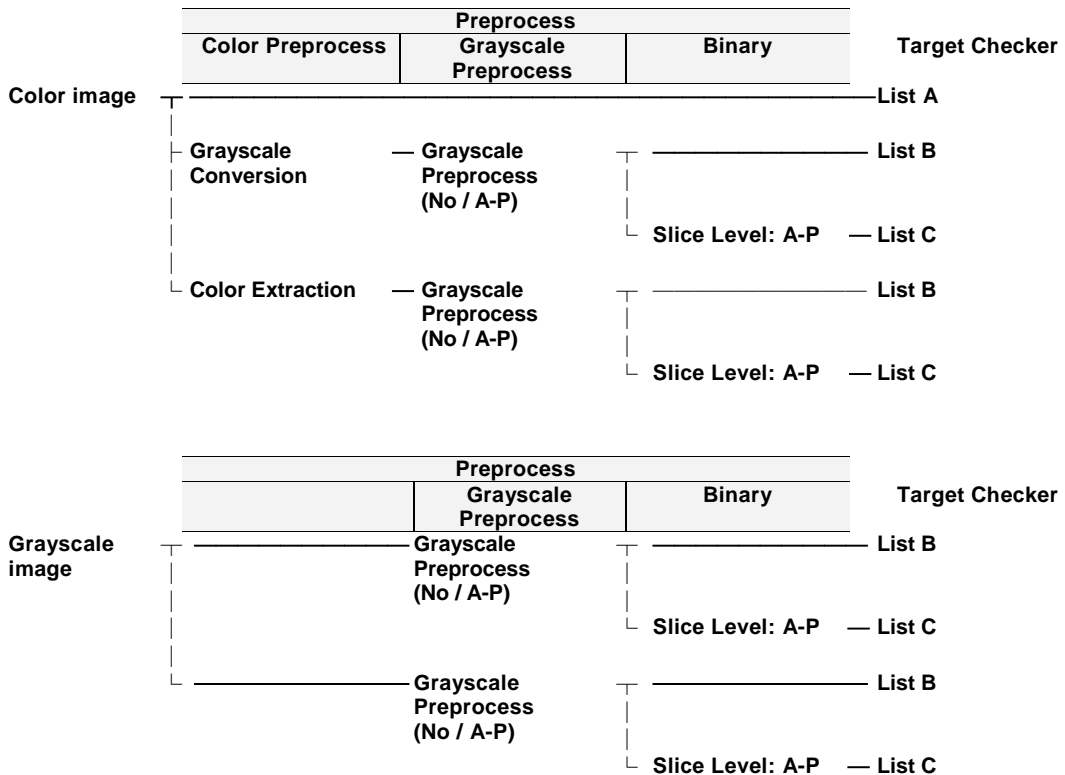 Preprocess
Color Preprocess Grayscale Preprocess Binary Target Checker
Color image List A
Grayscale Conversion Grayscale Preprocess (No / A-P) List B
Slice Level: A-P List C
Color Extraction Grayscale Preprocess (No / A-P) List B
Slice Level: A-P List C
Preprocess
Grayscale Preprocess Binary Target Checker
Grayscale image Grayscale Preprocess (No / A-P) List B
Slice Level: A-P List C
Grayscale Preprocess (No / A-P) List B
Slice Level: A-P List C